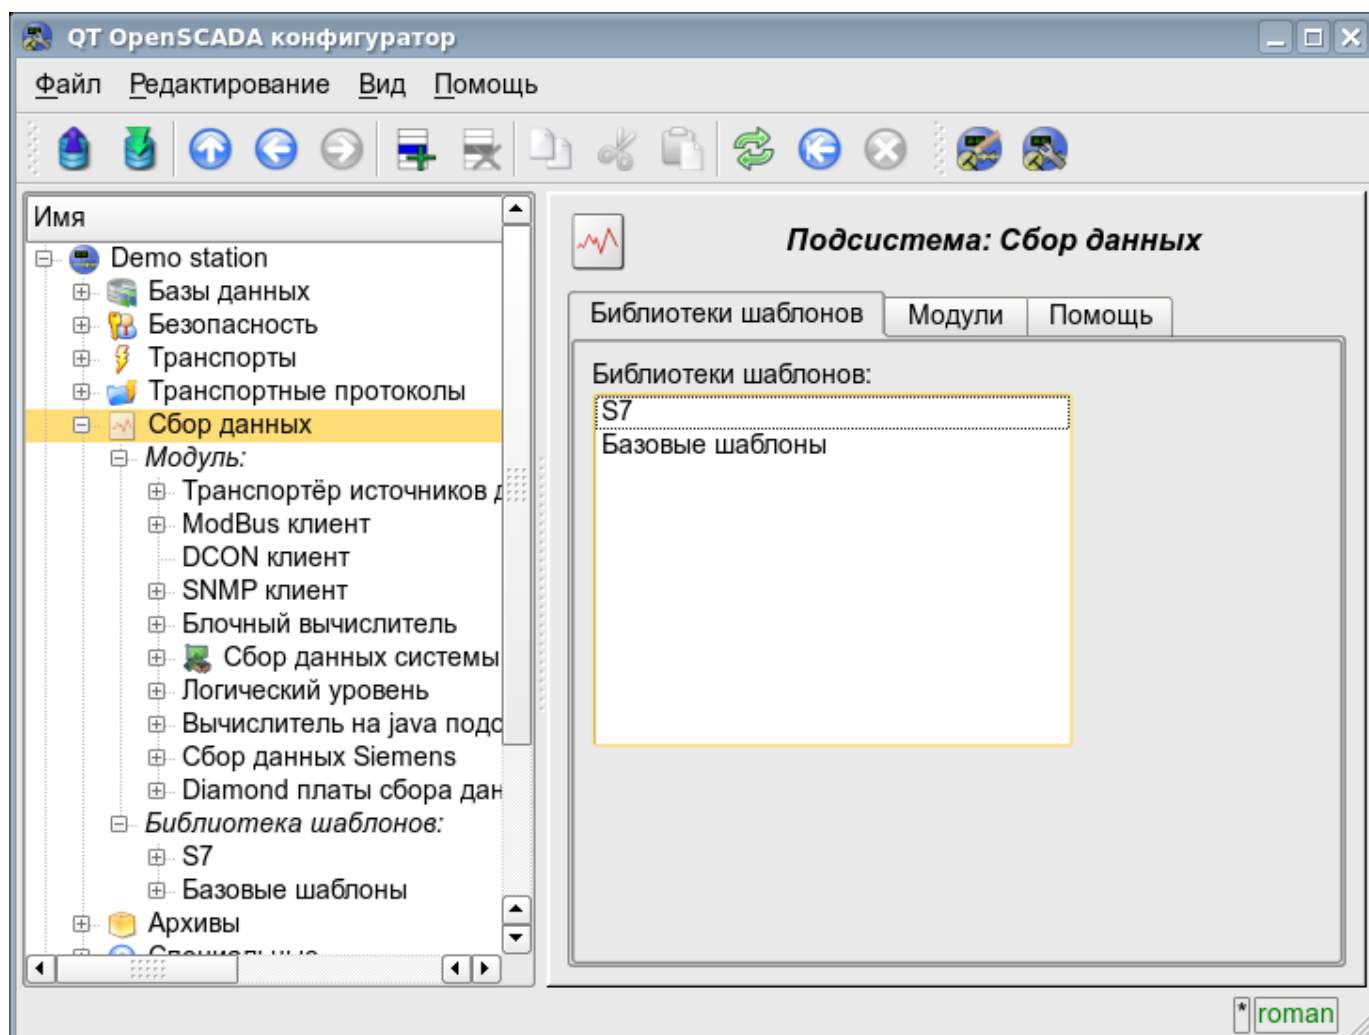 QT OpenSCADA конфигуратор
Файл Редактирование Вид Помощь
Имя
Demo station
Базы данных
Безопасность
Транспорты
Транспортные протоколы
Сбор данных
Модуль:
Транспортёр источников д
ModBus клиент
DCON клиент
SNMP клиент
Блочный вычислитель
Сбор данных системы
Логический уровень
Вычислитель на java подс
Сбор данных Siemens
Diamond платы сбора дан
Библиотека шаблонов:
S7
Базовые шаблоны
Архивы
Подсистема: Сбор данных
Библиотеки шаблонов Модули Помощь
Библиотеки шаблонов:
S7
Базовые шаблоны
* roman